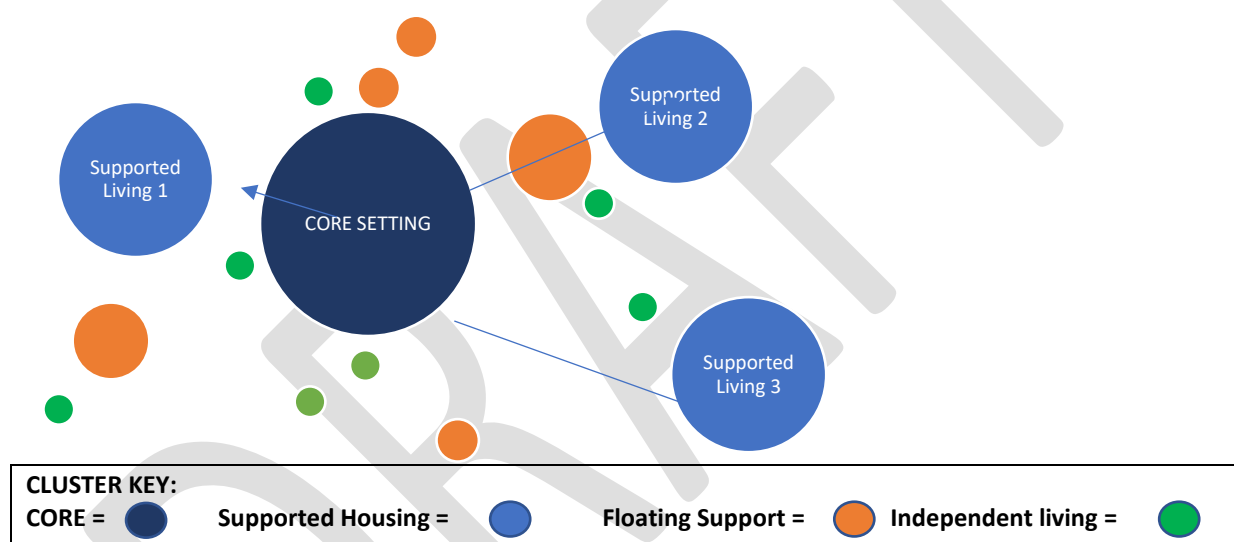 Supported
Living 2
Supported
Living 1
CORE SETTING
Supported
Living 3
CLUSTER KEY:
CORE = Supported Housing = Floating Support = Independent living =
DRAFT